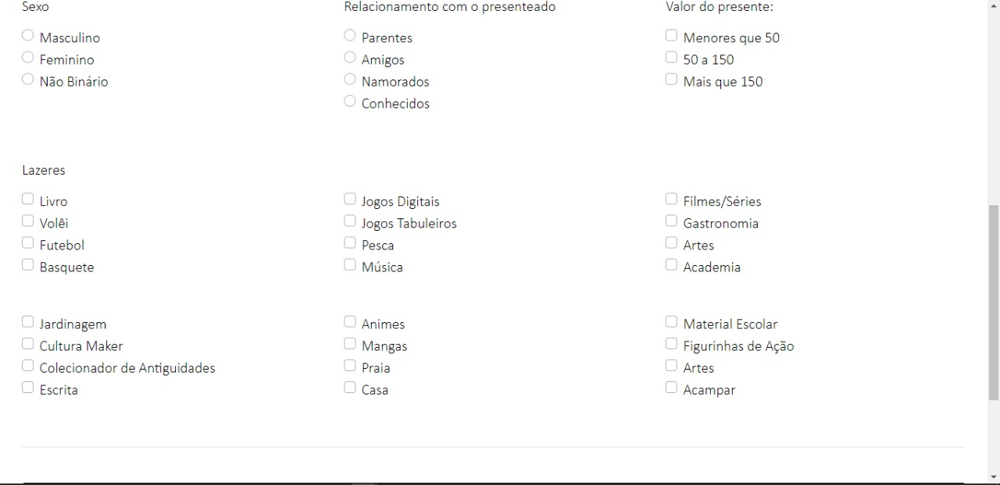 Sexo
Masculino
Feminino
Não Binário
Relacionamento com o presenteado
Parentes
Amigos
Namorados
Conhecidos
Valor do presente:
Menores que 50
50 a 150
Mais que 150
Lazeres
Livro
Volêi
Futebol
Basquete
Jogos Digitais
Jogos Tabuleiros
Pesca
Música
Filmes/Séries
Gastronomia
Artes
Academia
Jardinagem
Cultura Maker
Colecionador de Antiguidades
Escrita
Animes
Mangas
Praia
Casa
Material Escolar
Figurinhas de Ação
Artes
Acampar